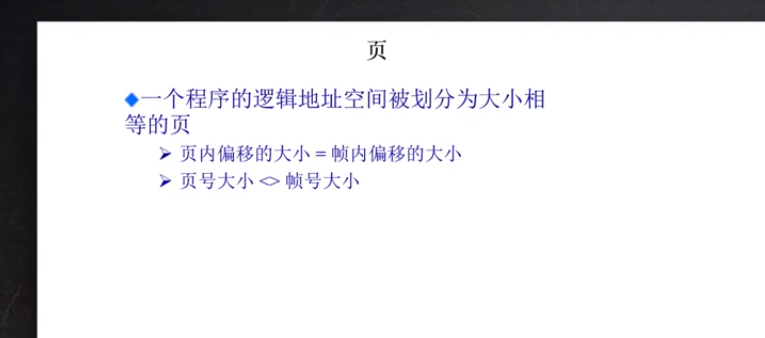 页
◆一个程序的逻辑地址空间被划分为大小相
等的页
➢ 页内偏移的大小 = 帧内偏移的大小
➢ 页号大小 <> 帧号大小